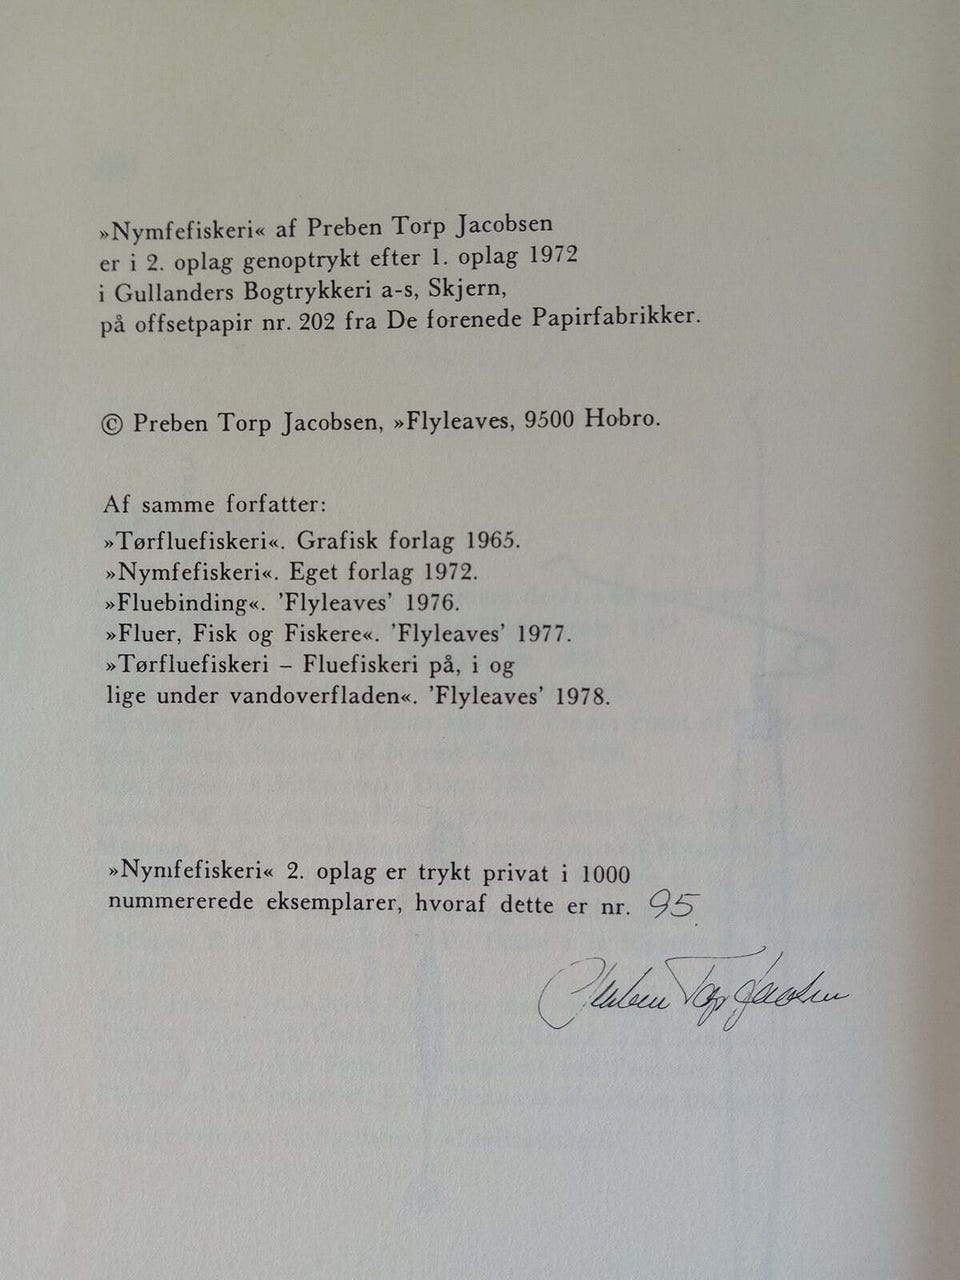 »Nymfefiskeri« af Preben Torp Jacobsen
er i 2. oplag genoptrykt efter 1. oplag 1972
i Gullanders Bogtrykkeri a-s, Skjern,
på offsetpapir nr. 202 fra De forenede Papirfabrikker.
© Preben Torp Jacobsen, »Flyleaves, 9500 Hobro.
Af samme forfatter:
»Tørfluefiskeri«. Grafisk forlag 1965.
»Nymfefiskeri«. Eget forlag 1972.
»Fluebinding«. 'Flyleaves' 1976.
»Fluer, Fisk og Fiskere«. 'Flyleaves' 1977.
»Tørfluefiskeri – Fluefiskeri på, i og
lige under vandoverfladen«. 'Flyleaves' 1978.
»Nymfefiskeri« 2. oplag er trykt privat i 1000
nummererede eksemplarer, hvoraf dette er nr. 95
Preben Torp Jacobsen